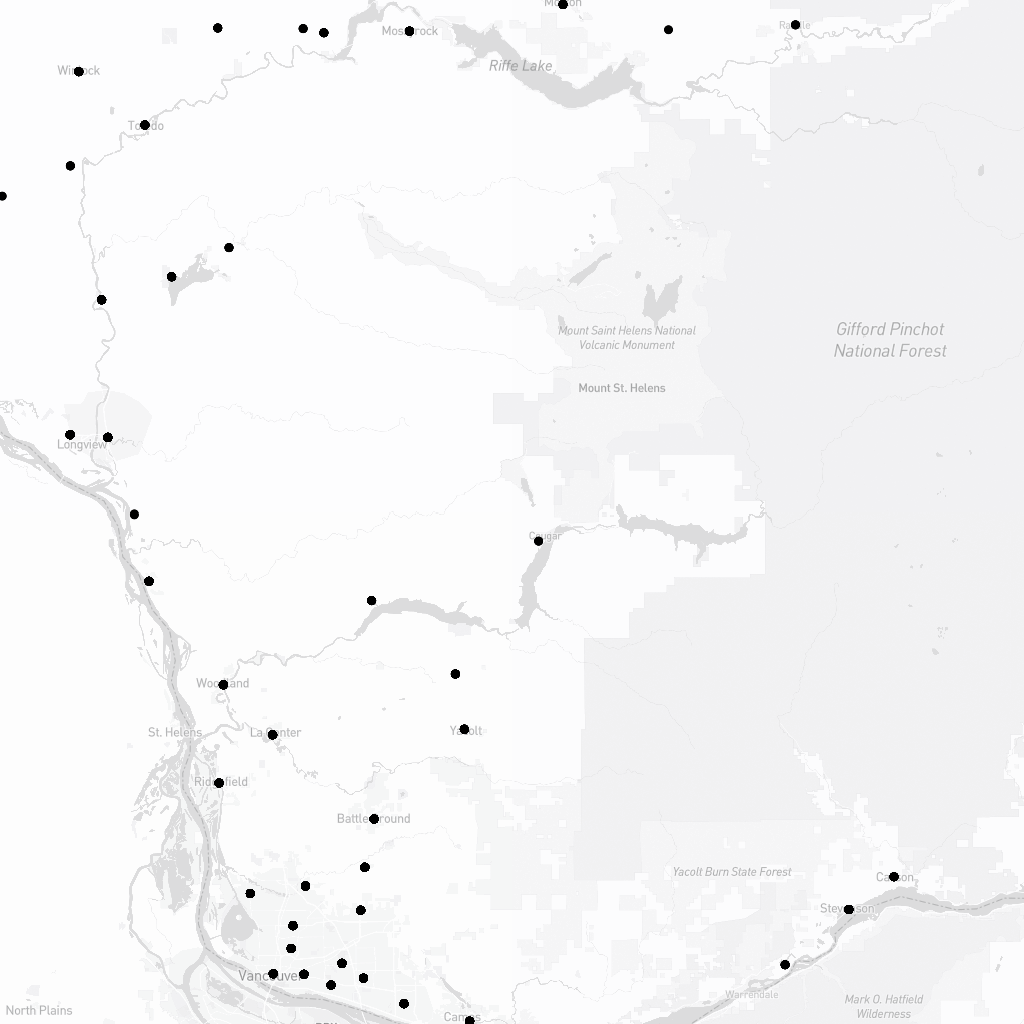 Morton
Randle
Mossyrock
Winlock
Riffe Lake
Toledo
Mount Saint Helens National
Volcanic Monument
Gifford Pinchot
National Forest
Mount St. Helens
Longview
Cougar
Woodland
St. Helens
La Center
Yacolt
Ridgefield
Battle Ground
Yacolt Burn State Forest
Carson
Stevenson
Vancouver
Warrendale
Mark O. Hatfield
Wilderness
North Plains
Camas